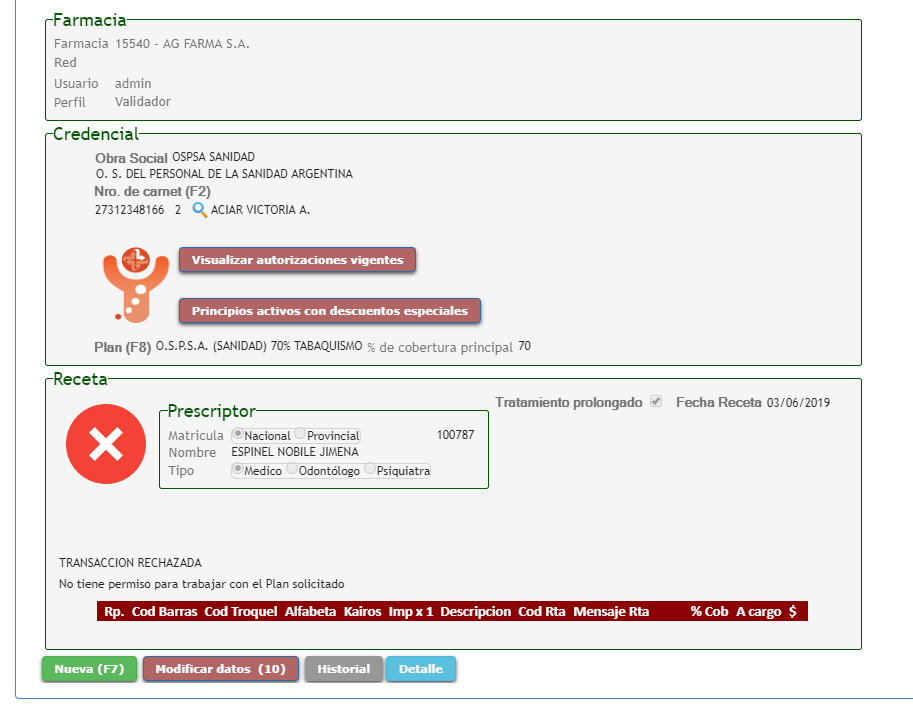 Farmacia
Farmacia 15540 - AG FARMA S.A.
Red
Usuario admin
Perfil Validador
Credencial
Obra Social OSPSA SANIDAD
O. S. DEL PERSONAL DE LA SANIDAD ARGENTINA
Nro. de carnet (F2)
27312348166 2 ACIAR VICTORIA A.
Visualizar autorizaciones vigentes
Principios activos con descuentos especiales
Plan (F8) O.S.P.S.A. (SANIDAD) 70% TABAQUISMO % de cobertura principal 70
Receta
Tratamiento prolongado Fecha Receta 03/06/2019
Prescriptor
Matricula Nacional Provincial 100787
Nombre ESPINEL NOBILE JIMENA
Tipo Medico Odontólogo Psiquiatra
TRANSACCION RECHAZADA
No tiene permiso para trabajar con el Plan solicitado
Rp. Cod Barras Cod Troquel Alfabeta Kairos Imp x 1 Descripcion Cod Rta Mensaje Rta % Cob A cargo $
Nueva (F7) Modificar datos (10) Historial Detalle